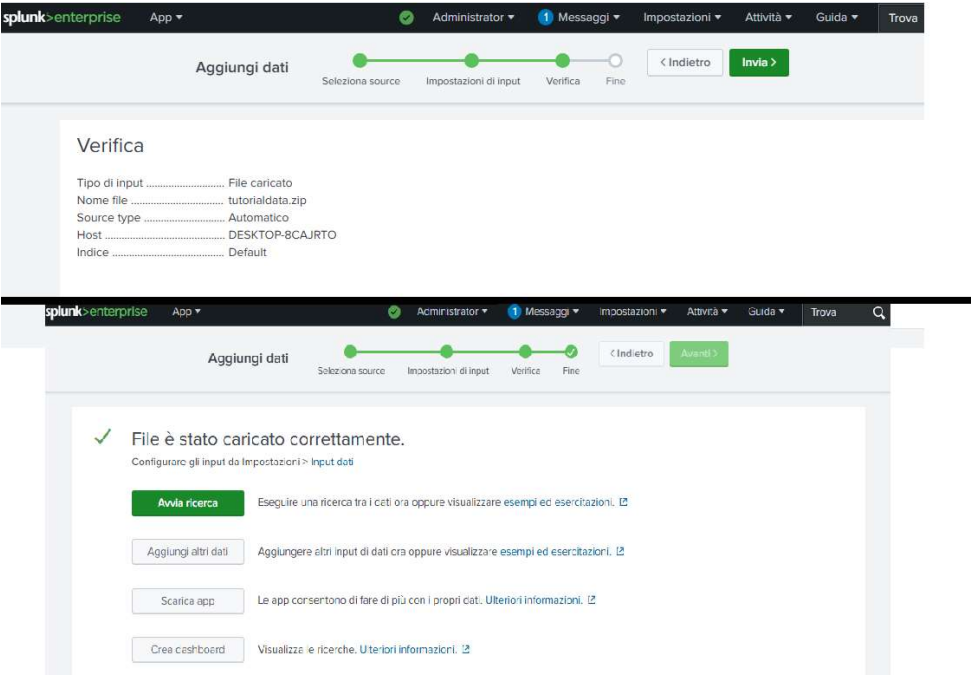 splunk>enterprise App ▾ Administrator ▾ 1 Messaggi ▾ Impostazioni ▾ Attività ▾ Guida ▾ Trova
Aggiungi dati
Seleziona source Impostazioni di input Verifica Fine
< Indietro Invia >
Verifica
Tipo di input ........................... File caricato
Nome file ................................ tutorialdata.zip
Source type ............................ Automatico
Host ......................................... DESKTOP-8CAJRTO
Indice ....................................... Default
splunk>enterprise App ▾ Administrator ▾ 1 Messaggi ▾ Impostazioni ▾ Attività ▾ Guida ▾ Trova
Aggiungi dati
Seleziona source Impostazioni di input Verifica Fine
< Indietro Avanti >
File è stato caricato correttamente.
Configurare gli input da Impostazioni > Input dati
Avvia ricerca Eseguire una ricerca tra i dati ora oppure visualizzare esempi ed esercitazioni.
Aggiungi altri dati Aggiungere altri input di dati ora oppure visualizzare esempi ed esercitazioni.
Scarica app Le app consentono di fare di più con i propri dati. Ulteriori informazioni.
Crea dashboard Visualizza le ricerche. Ulteriori informazioni.